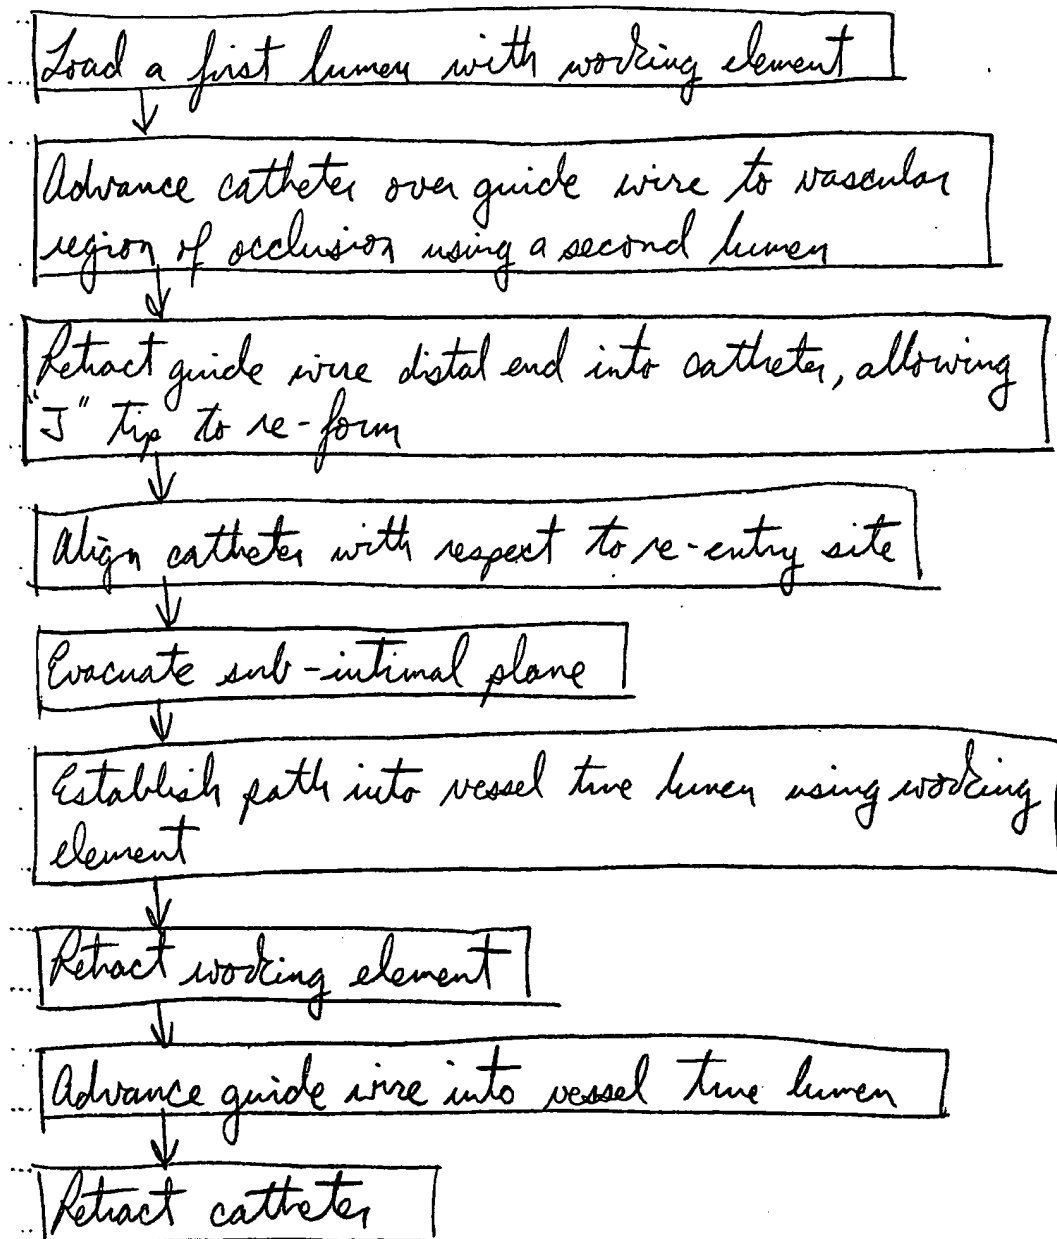 Load a first lumen with working element
Advance catheter over guide wire to vascular
region of occlusion using a second lumen
Retract guide wire distal end into catheter, allowing
"J" tip to re-form
Align catheter with respect to re-entry site
Evacuate sub-intimal plane
Establish path into vessel true lumen using working
element
Retract working element
Advance guide wire into vessel true lumen
Retract catheter